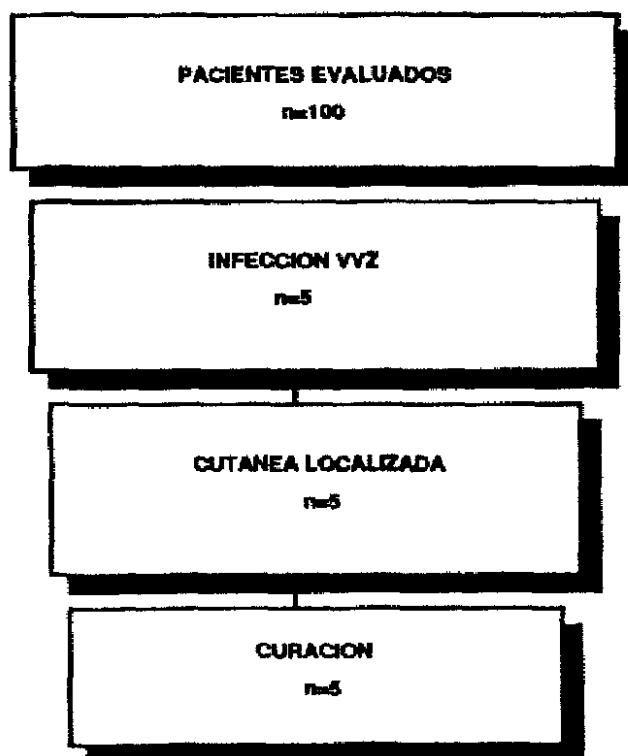 PACIENTES EVALUADOS
n=100
INFECCION VVZ
n=5
CUTANEA LOCALIZADA
n=5
CURACION
n=5